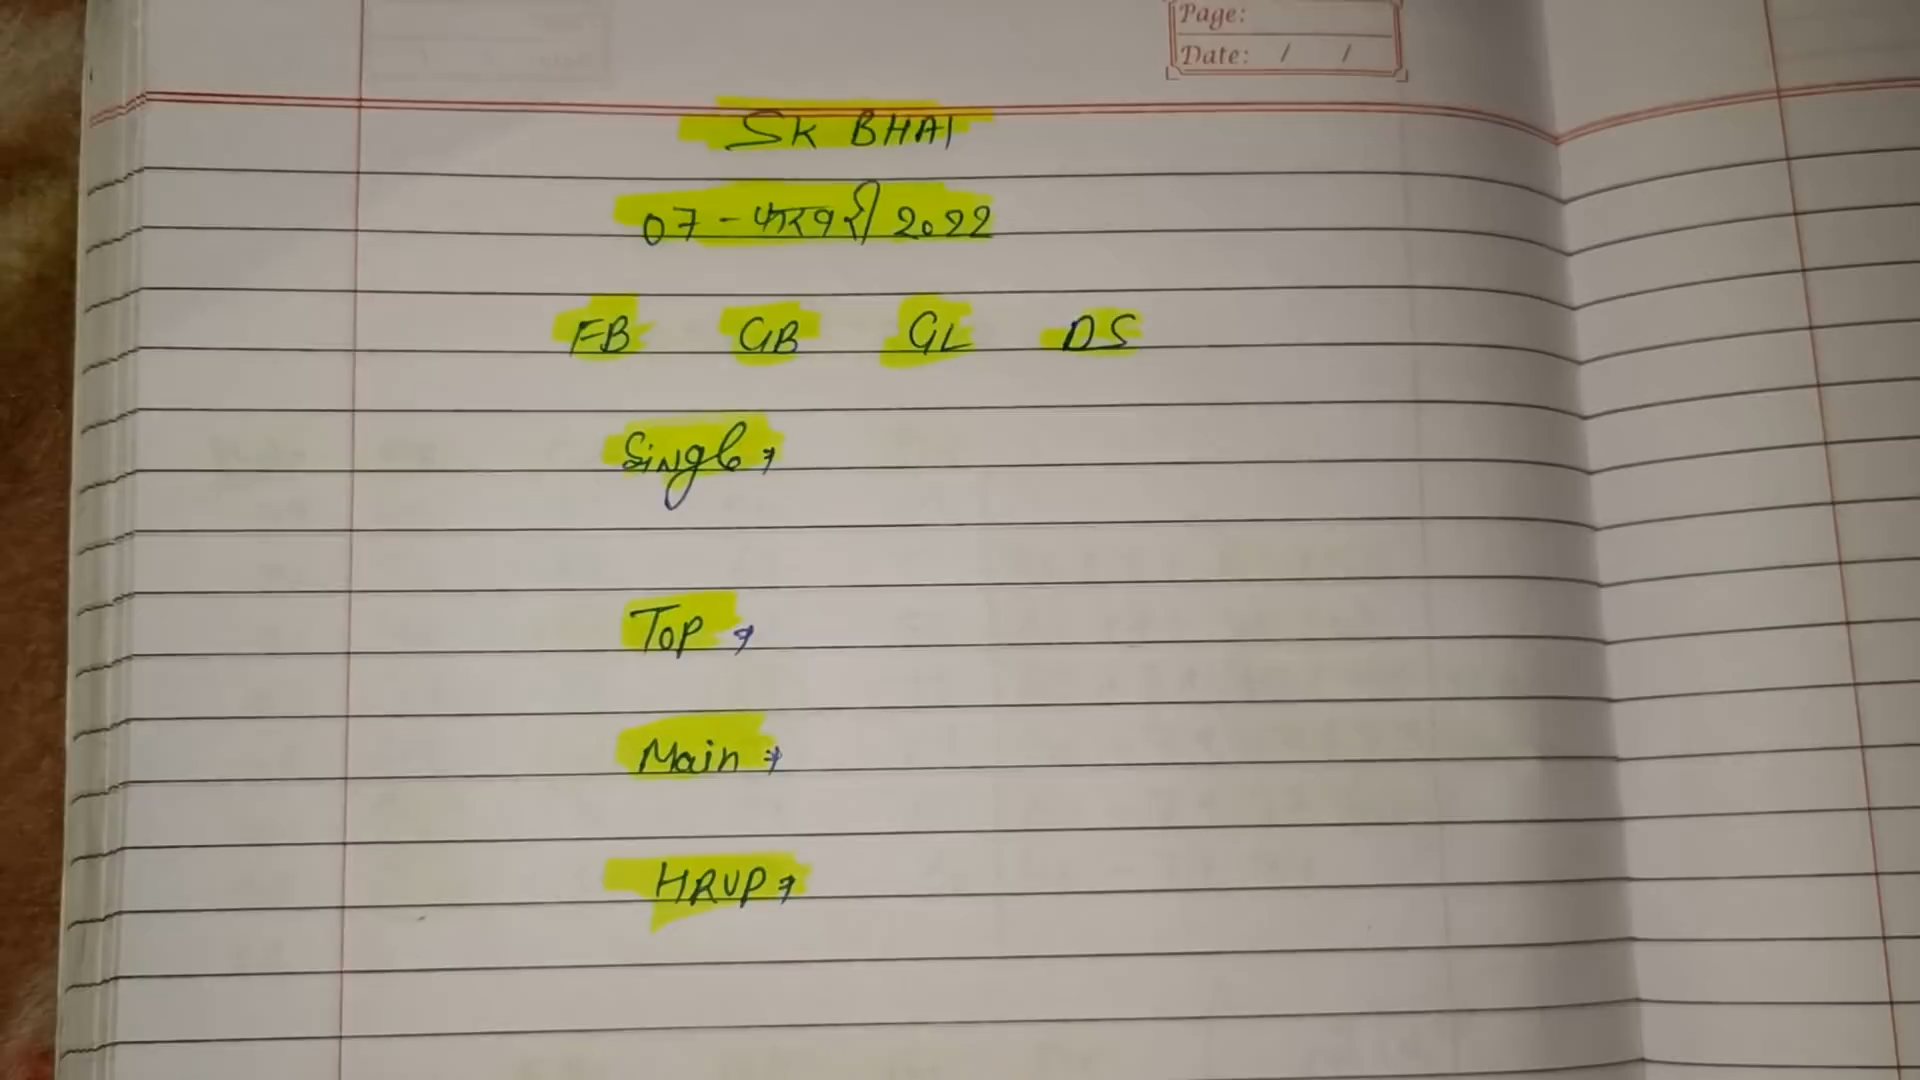 Page:
Date: / /
SK BHAI
07 - फरवरी 2022
FB GB GL DS
Single →
Top →
Main →
HRUP →